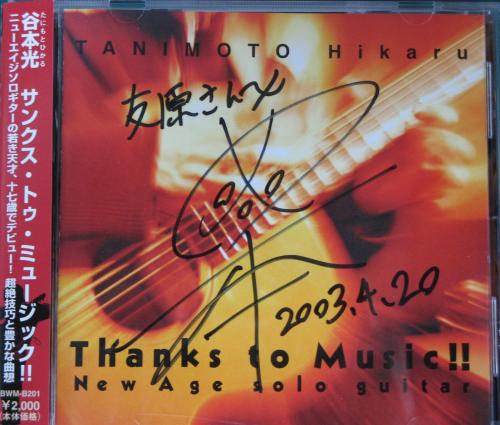 谷本光 サンクス・トゥ・ミュージック!!
たにもとひかる
ニューエイジソロギターの若き天才、十七歳でデビュー! 超絶技巧と豊かな曲想
BWM-B201
¥2,000
(本体価格)
TANIMOTO Hikaru
友原さんへ
2003.4.20
Thanks to Music!!
New Age solo guitar